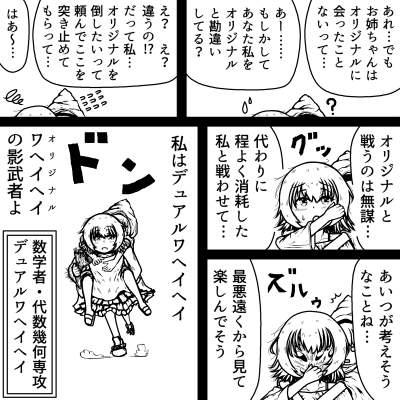 あれ…でも
お姉ちゃんは
オリジナルに
会ったこと
ないって…
あー……
もしかして
あなた私を
オリジナル
と勘違い
してる？
え？　え？
違うの!?
だって私…
オリジナルを
倒したいって
頼んでここを
突き止めて
もらって…
はぁ〜…
？
オリジナルと
戦うのは無謀…
グッ
代わりに
程よく消耗した
私と戦わせて…
あいつが考えそう
なことね…
ズルゥ
最悪遠くから見て
楽しんでそう
私はデュアルワヘイヘイ
ドン
オリジナル
ワヘイヘイ
の影武者よ
数学者・代数幾何専攻
デュアルワヘイヘイ